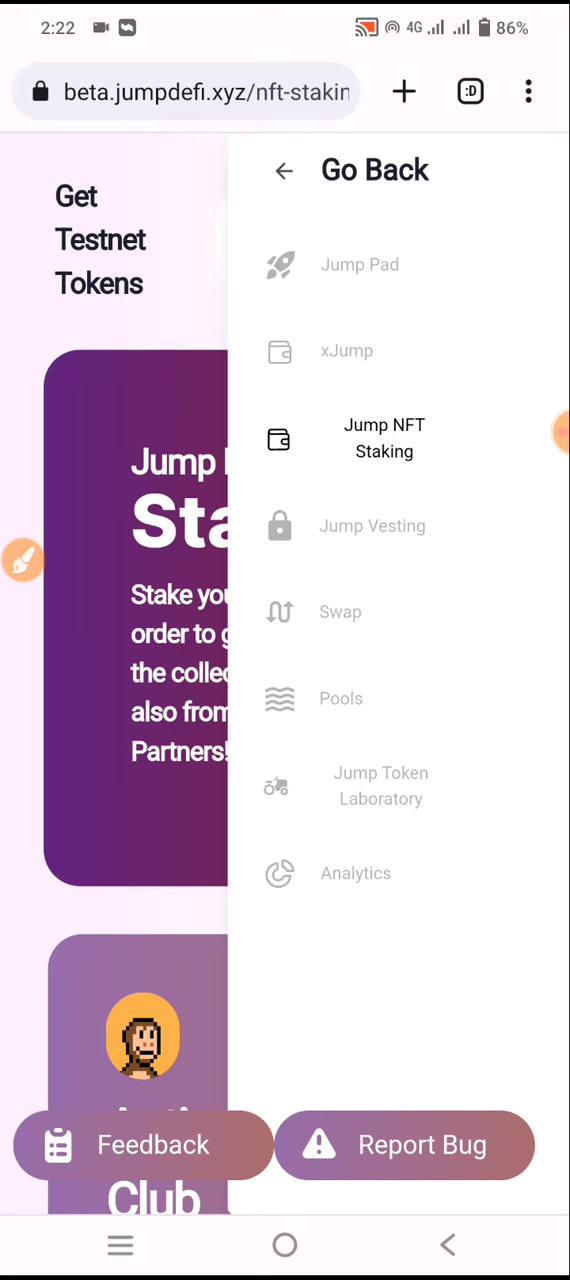 2:22
4G
86%
beta.jumpdefi.xyz/nft-stakin
:D
Go Back
Get
Testnet
Tokens
Jump Pad
xJump
Jump NFT
Staking
Jump Vesting
Swap
Pools
Jump Token
Laboratory
Analytics
Jump
Sta
Stake you
order to g
the collec
also from
Partners!
Club
Feedback
Report Bug